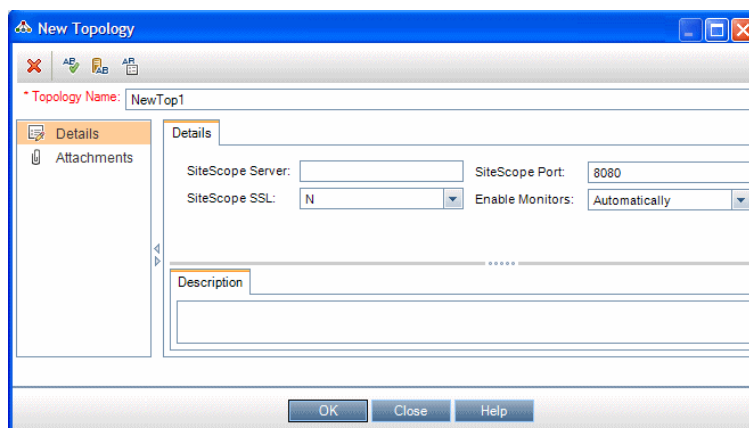 New Topology
* Topology Name: NewTop1
Details
Attachments
Details
SiteScope Server:
SiteScope Port: 8080
SiteScope SSL: N
Enable Monitors: Automatically
Description
OK
Close
Help